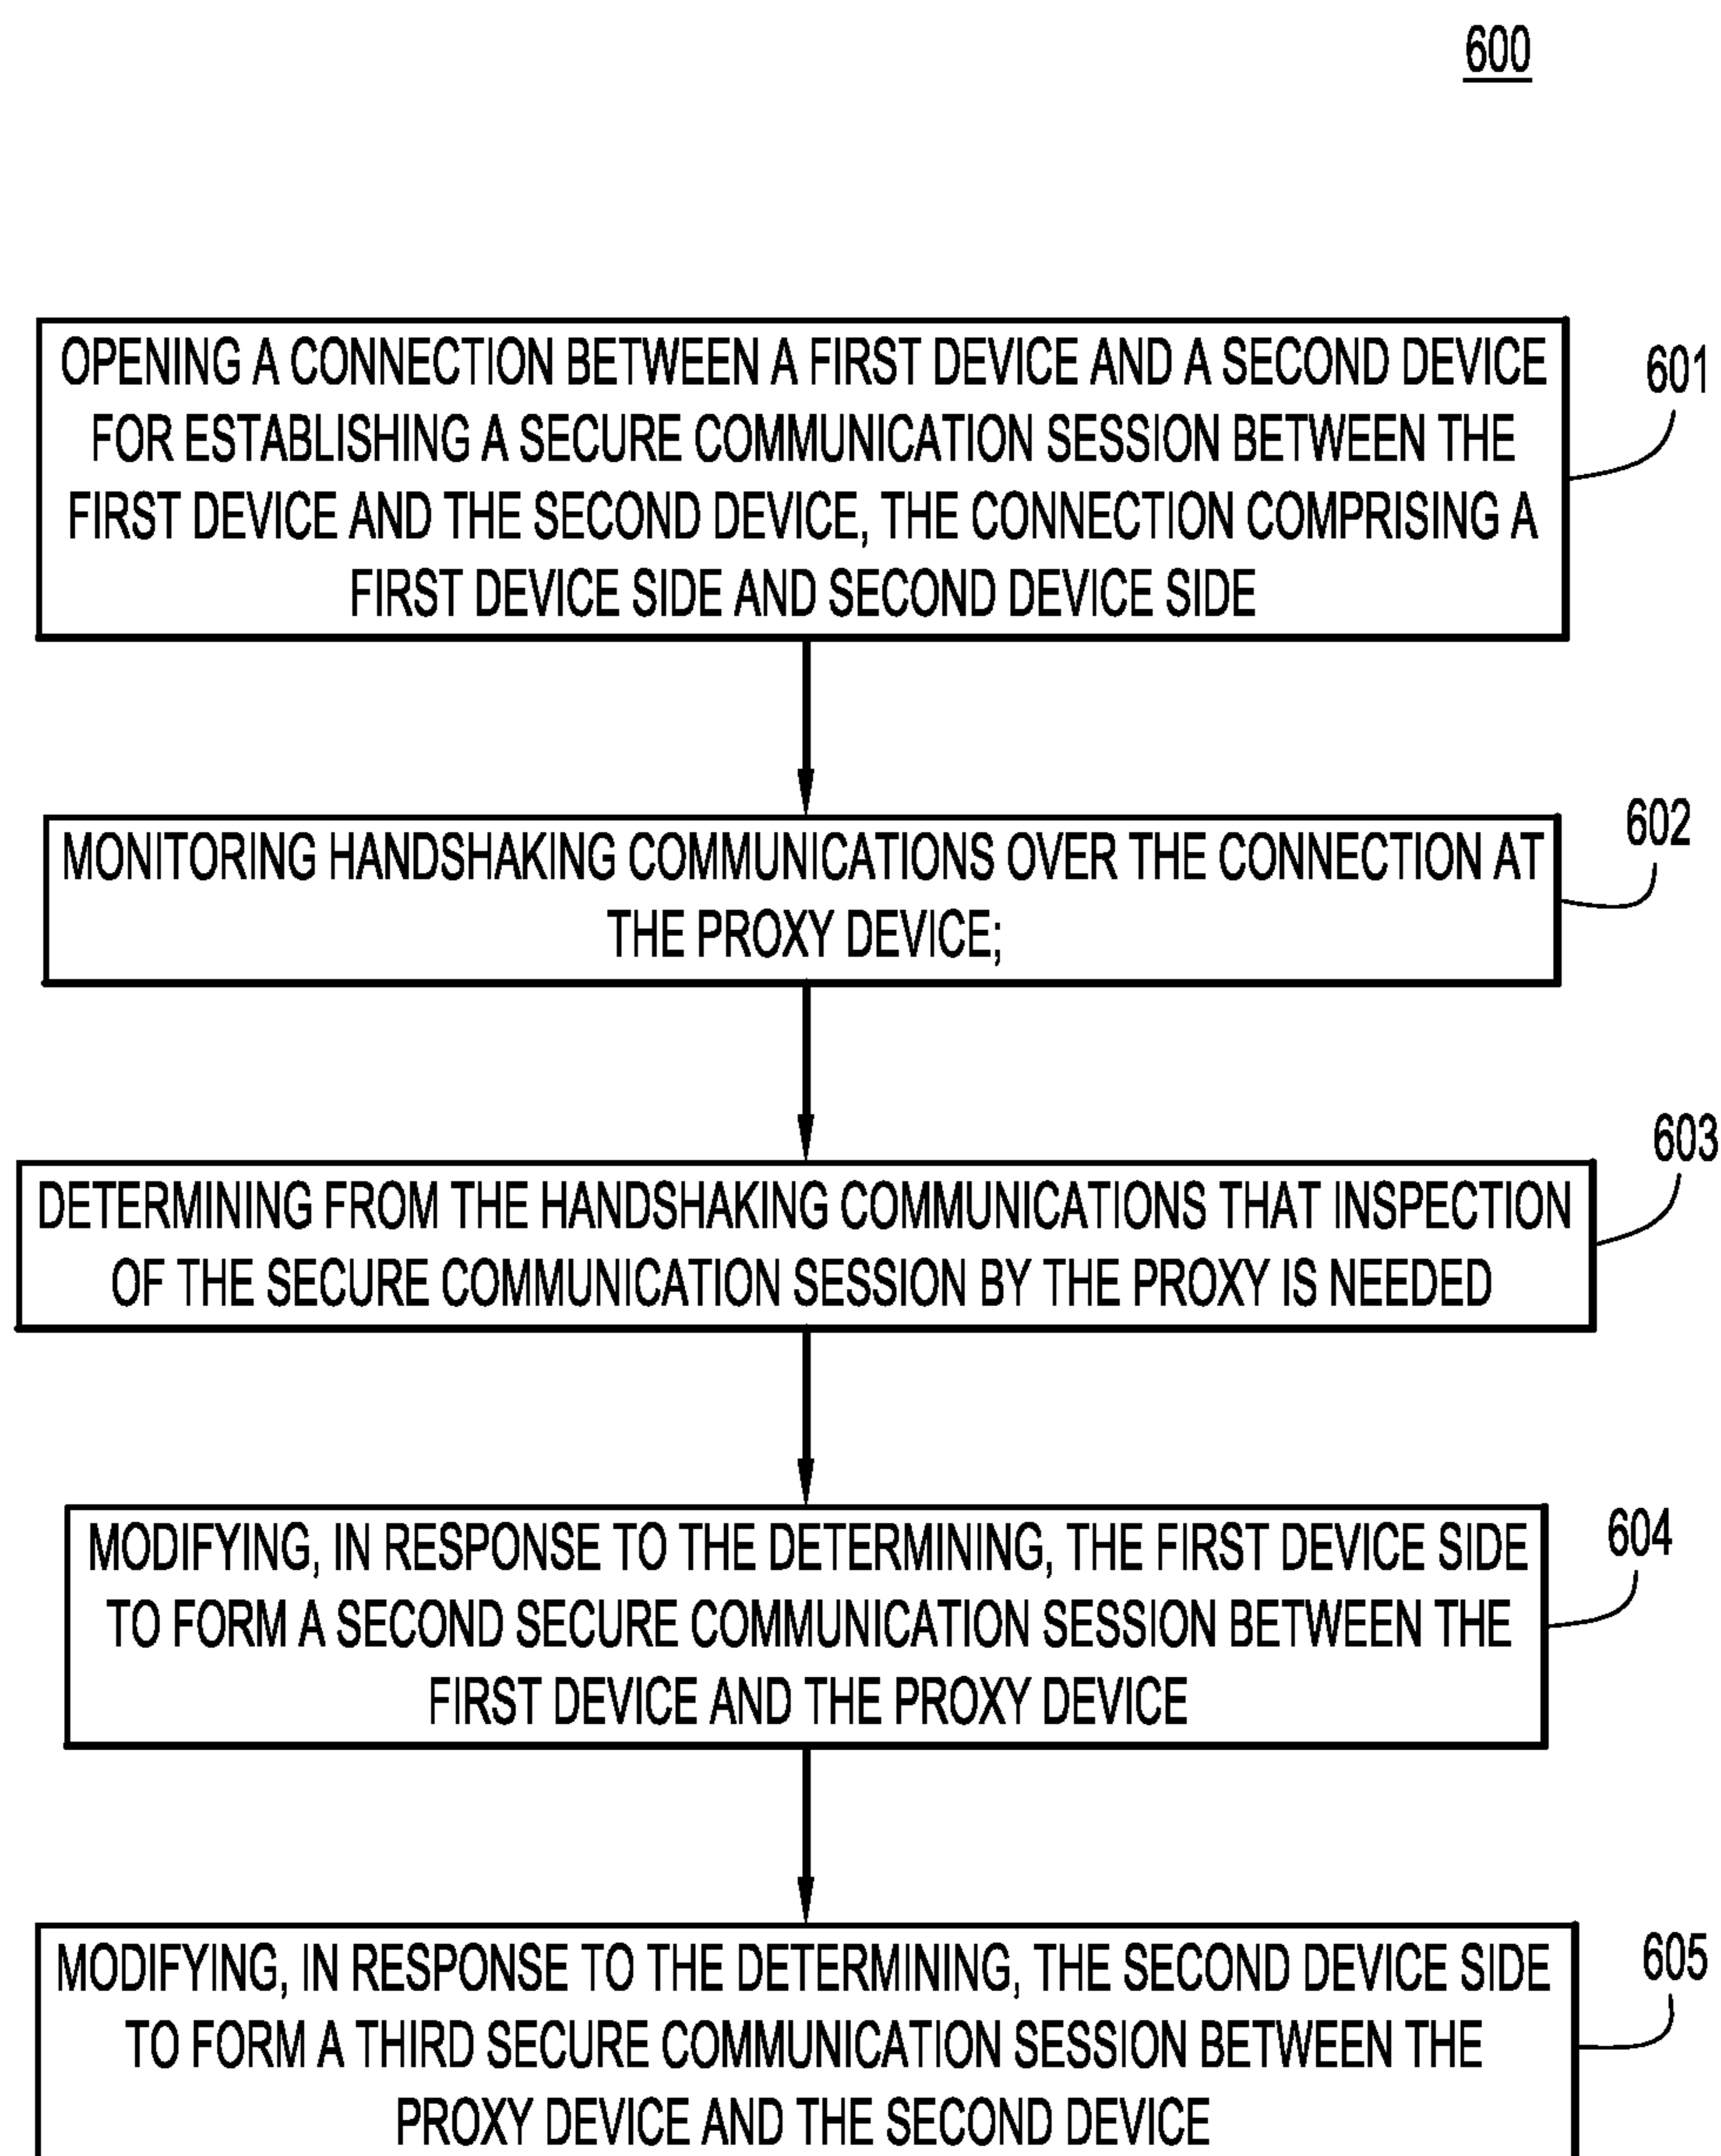 600
OPENING A CONNECTION BETWEEN A FIRST DEVICE AND A SECOND DEVICE
FOR ESTABLISHING A SECURE COMMUNICATION SESSION BETWEEN THE
FIRST DEVICE AND THE SECOND DEVICE, THE CONNECTION COMPRISING A
FIRST DEVICE SIDE AND SECOND DEVICE SIDE
601
MONITORING HANDSHAKING COMMUNICATIONS OVER THE CONNECTION AT
THE PROXY DEVICE;
602
DETERMINING FROM THE HANDSHAKING COMMUNICATIONS THAT INSPECTION
OF THE SECURE COMMUNICATION SESSION BY THE PROXY IS NEEDED
603
MODIFYING, IN RESPONSE TO THE DETERMINING, THE FIRST DEVICE SIDE
TO FORM A SECOND SECURE COMMUNICATION SESSION BETWEEN THE
FIRST DEVICE AND THE PROXY DEVICE
604
MODIFYING, IN RESPONSE TO THE DETERMINING, THE SECOND DEVICE SIDE
TO FORM A THIRD SECURE COMMUNICATION SESSION BETWEEN THE
PROXY DEVICE AND THE SECOND DEVICE
605